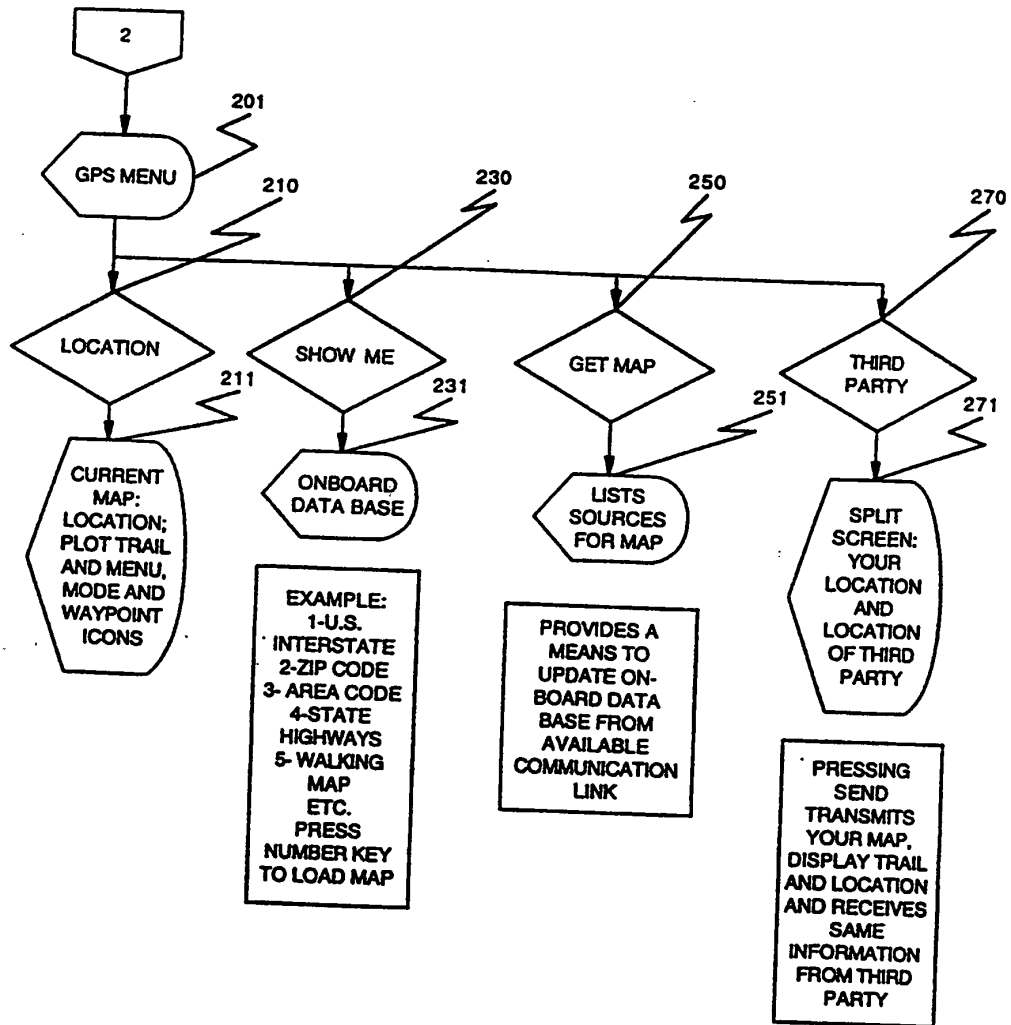 2
201
GPS MENU
210
230
250
270
LOCATION
SHOW ME
GET MAP
THIRD
PARTY
211
231
251
271
CURRENT
MAP:
LOCATION;
PLOT TRAIL
AND MENU,
MODE AND
WAYPOINT
ICONS
ONBOARD
DATA BASE
LISTS
SOURCES
FOR MAP
SPLIT
SCREEN:
YOUR
LOCATION
AND
LOCATION
OF THIRD
PARTY
EXAMPLE:
1-U.S.
INTERSTATE
2-ZIP CODE
3- AREA CODE
4-STATE
HIGHWAYS
5- WALKING
MAP
ETC.
PRESS
NUMBER KEY
TO LOAD MAP
PROVIDES A
MEANS TO
UPDATE ON-
BOARD DATA
BASE FROM
AVAILABLE
COMMUNICATION
LINK
PRESSING
SEND
TRANSMITS
YOUR MAP,
DISPLAY TRAIL
AND LOCATION
AND RECEIVES
SAME
INFORMATION
FROM THIRD
PARTY